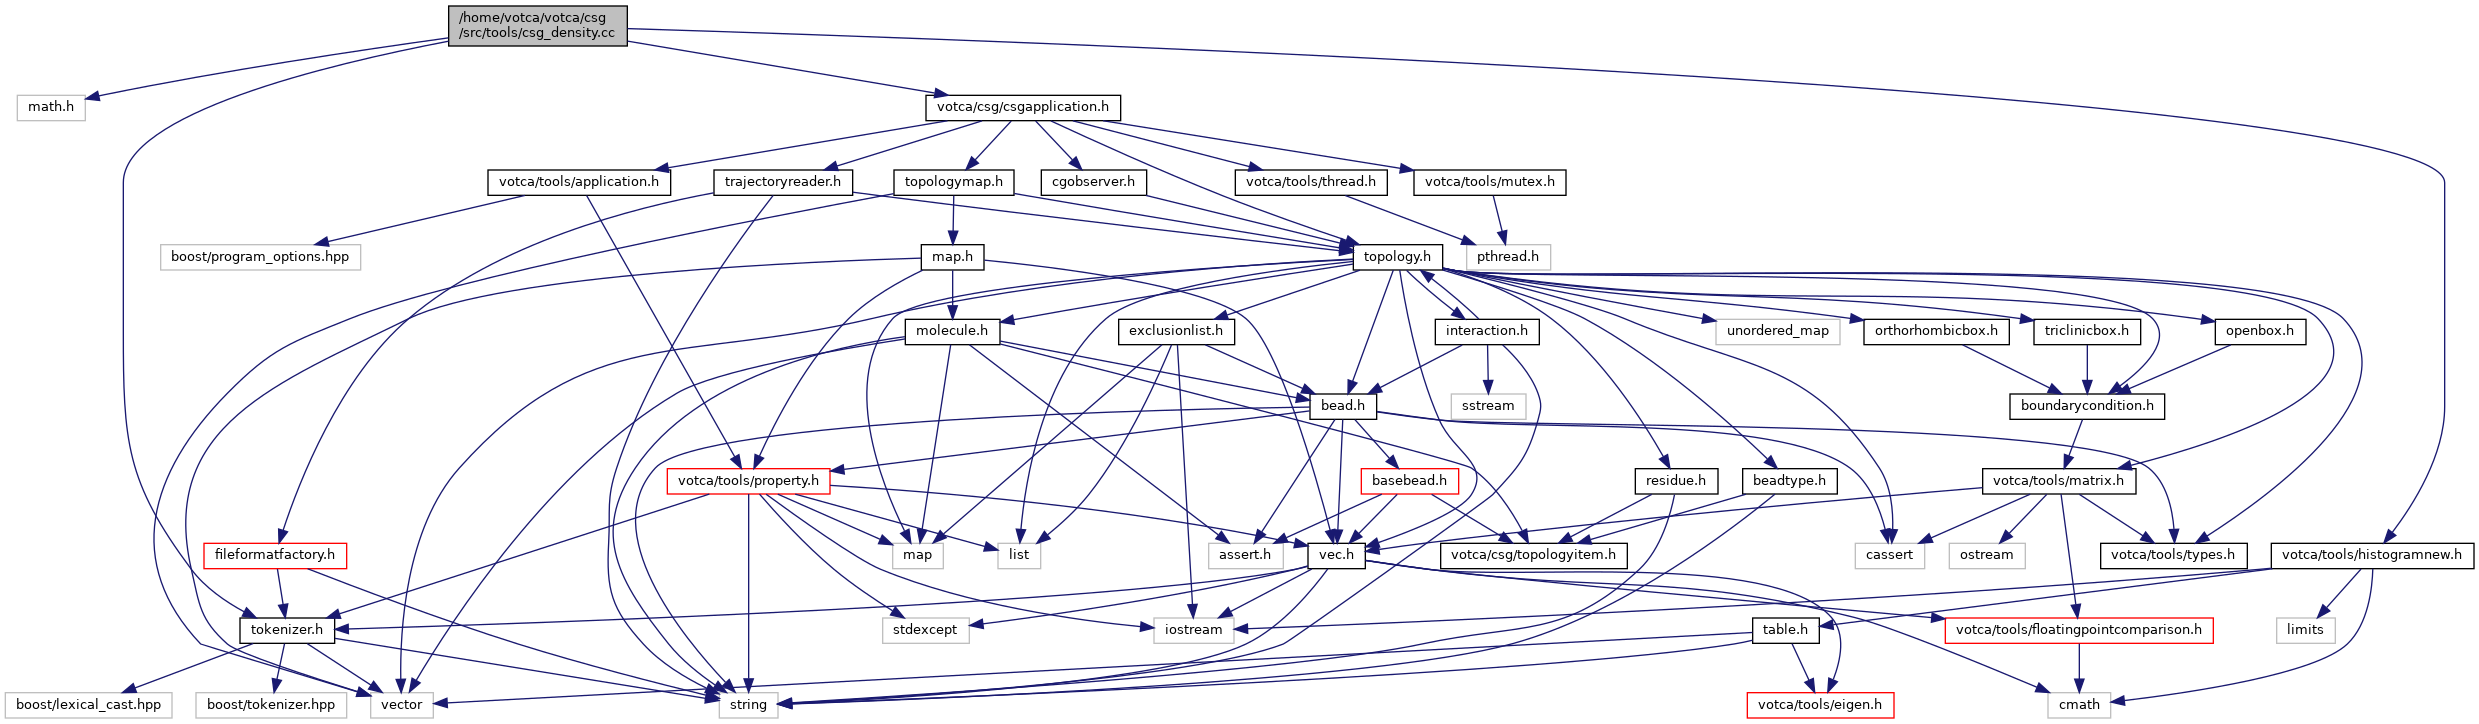 /home/votca/votca/csg
/src/tools/csg_density.cc
math.h
votca/csg/csgapplication.h
votca/tools/application.h
trajectoryreader.h
topologymap.h
cgobserver.h
votca/tools/thread.h
votca/tools/mutex.h
boost/program_options.hpp
map.h
topology.h
pthread.h
molecule.h
exclusionlist.h
interaction.h
unordered_map
orthorhombicbox.h
triclinicbox.h
openbox.h
bead.h
sstream
boundarycondition.h
votca/tools/property.h
basebead.h
residue.h
beadtype.h
votca/tools/matrix.h
fileformatfactory.h
map
list
assert.h
vec.h
votca/csg/topologyitem.h
cassert
ostream
votca/tools/types.h
votca/tools/histogramnew.h
tokenizer.h
stdexcept
iostream
table.h
votca/tools/floatingpointcomparison.h
limits
boost/lexical_cast.hpp
boost/tokenizer.hpp
vector
string
votca/tools/eigen.h
cmath